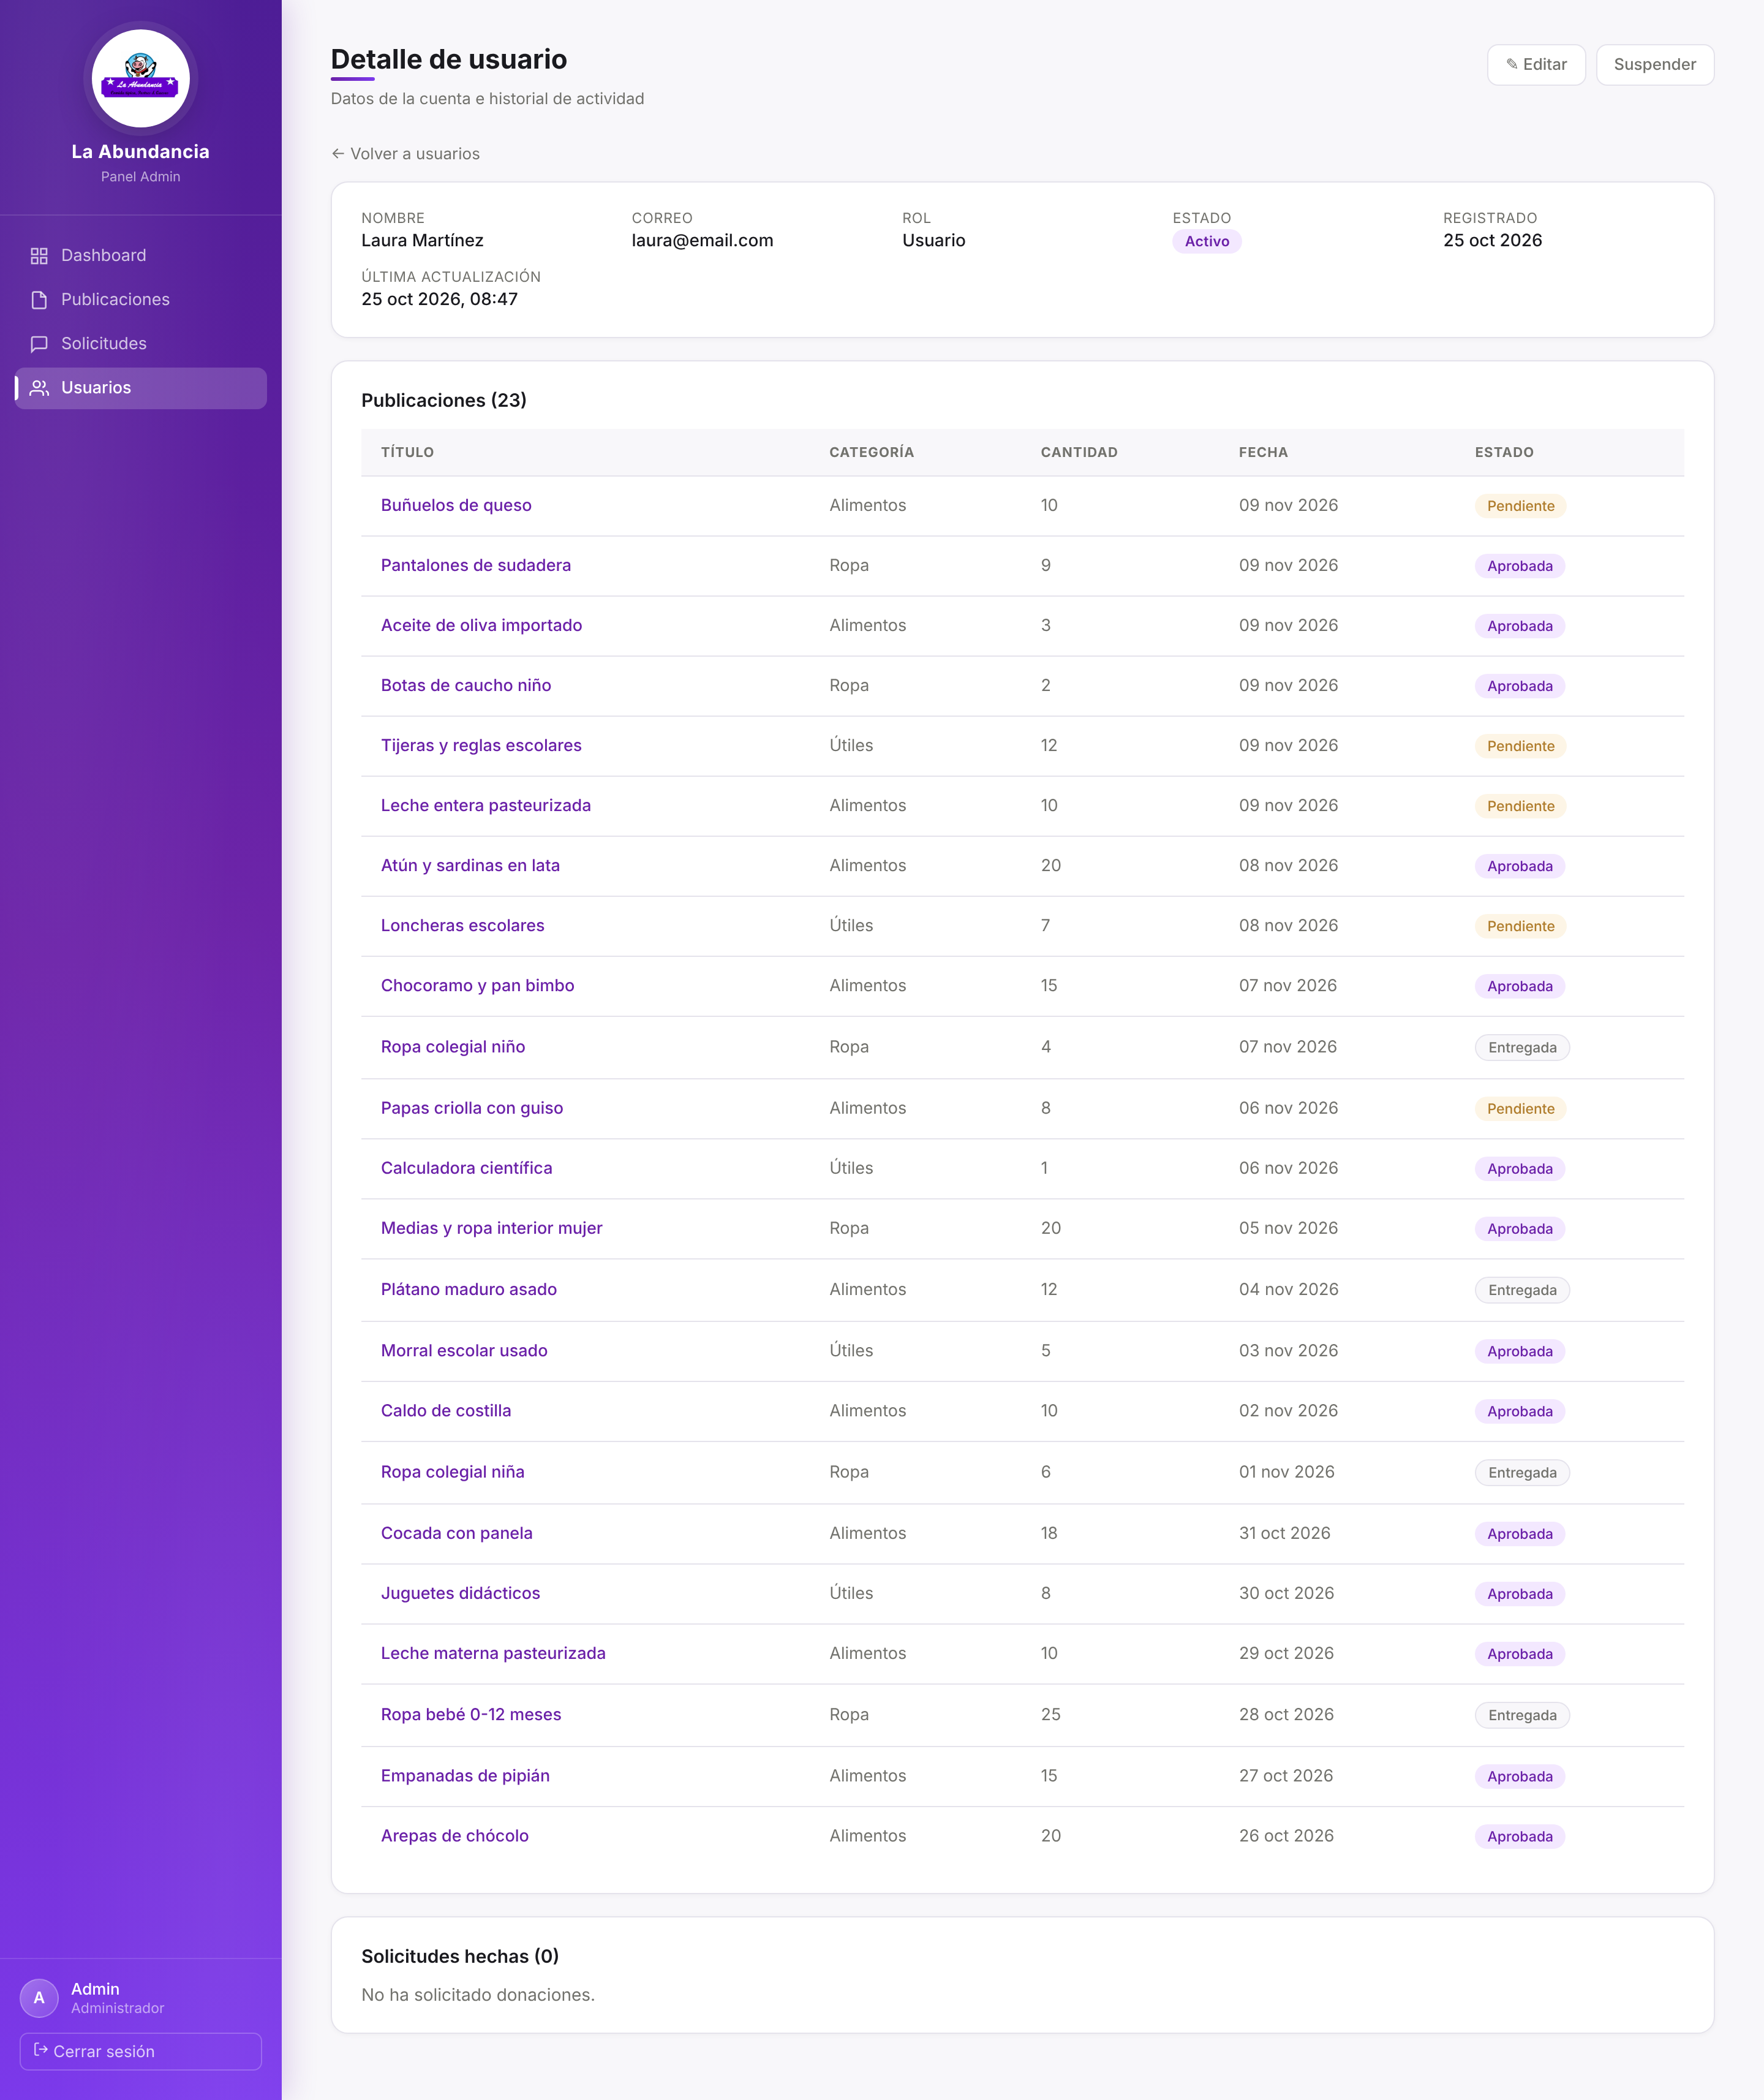 La Abundancia
La Abundancia
Panel Admin
Dashboard
Publicaciones
Solicitudes
Usuarios
A
Admin
Administrador
Cerrar sesión
Detalle de usuario
Datos de la cuenta e historial de actividad
✎ Editar
Suspender
← Volver a usuarios
NOMBRE
Laura Martínez
CORREO
laura@email.com
ROL
Usuario
ESTADO
Activo
REGISTRADO
25 oct 2026
ÚLTIMA ACTUALIZACIÓN
25 oct 2026, 08:47
Publicaciones (23)
TÍTULO CATEGORÍA CANTIDAD FECHA ESTADO
Buñuelos de queso Alimentos 10 09 nov 2026 Pendiente
Pantalones de sudadera Ropa 9 09 nov 2026 Aprobada
Aceite de oliva importado Alimentos 3 09 nov 2026 Aprobada
Botas de caucho niño Ropa 2 09 nov 2026 Aprobada
Tijeras y reglas escolares Útiles 12 09 nov 2026 Pendiente
Leche entera pasteurizada Alimentos 10 09 nov 2026 Pendiente
Atún y sardinas en lata Alimentos 20 08 nov 2026 Aprobada
Loncheras escolares Útiles 7 08 nov 2026 Pendiente
Chocoramo y pan bimbo Alimentos 15 07 nov 2026 Aprobada
Ropa colegial niño Ropa 4 07 nov 2026 Entregada
Papas criolla con guiso Alimentos 8 06 nov 2026 Pendiente
Calculadora científica Útiles 1 06 nov 2026 Aprobada
Medias y ropa interior mujer Ropa 20 05 nov 2026 Aprobada
Plátano maduro asado Alimentos 12 04 nov 2026 Entregada
Morral escolar usado Útiles 5 03 nov 2026 Aprobada
Caldo de costilla Alimentos 10 02 nov 2026 Aprobada
Ropa colegial niña Ropa 6 01 nov 2026 Entregada
Cocada con panela Alimentos 18 31 oct 2026 Aprobada
Juguetes didácticos Útiles 8 30 oct 2026 Aprobada
Leche materna pasteurizada Alimentos 10 29 oct 2026 Aprobada
Ropa bebé 0-12 meses Ropa 25 28 oct 2026 Entregada
Empanadas de pipián Alimentos 15 27 oct 2026 Aprobada
Arepas de chócolo Alimentos 20 26 oct 2026 Aprobada
Solicitudes hechas (0)
No ha solicitado donaciones.